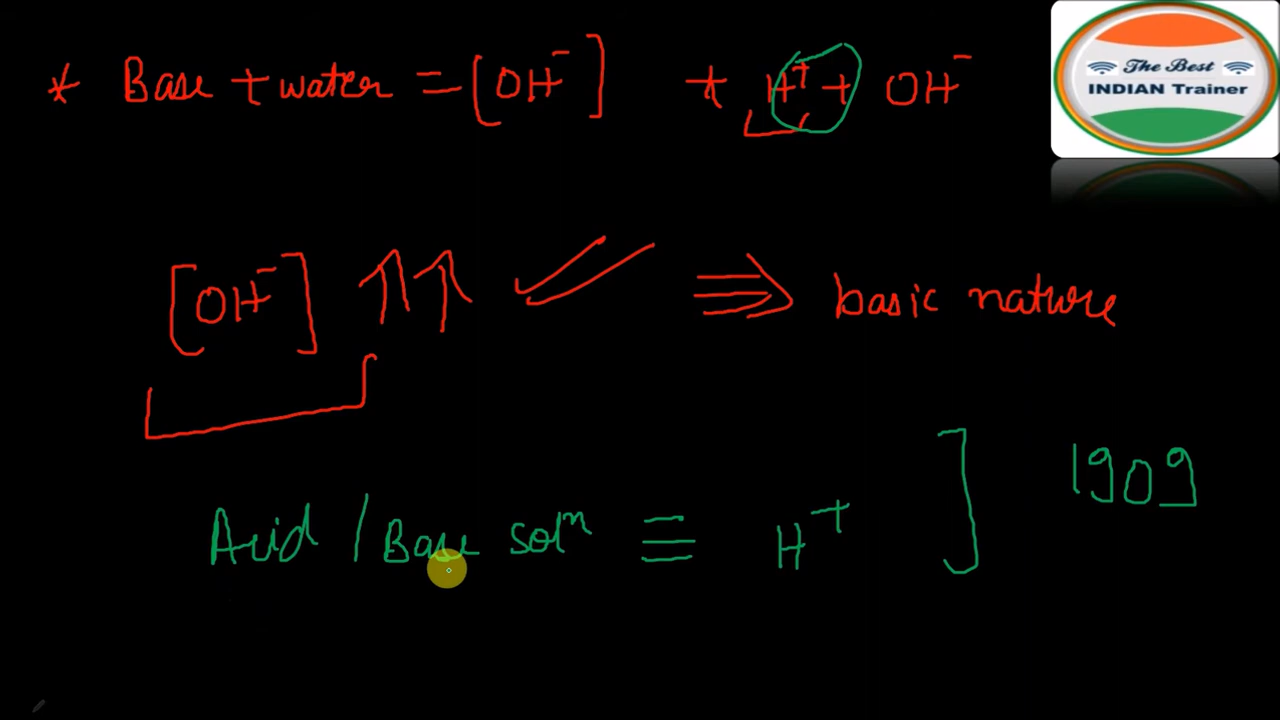 * Base + water = [OH⁻] + H⁺ + OH⁻
The Best
INDIAN Trainer
[OH⁻] ↑↑ ⇒ basic nature
Acid / Base solⁿ ≡ H⁺ ] 1909